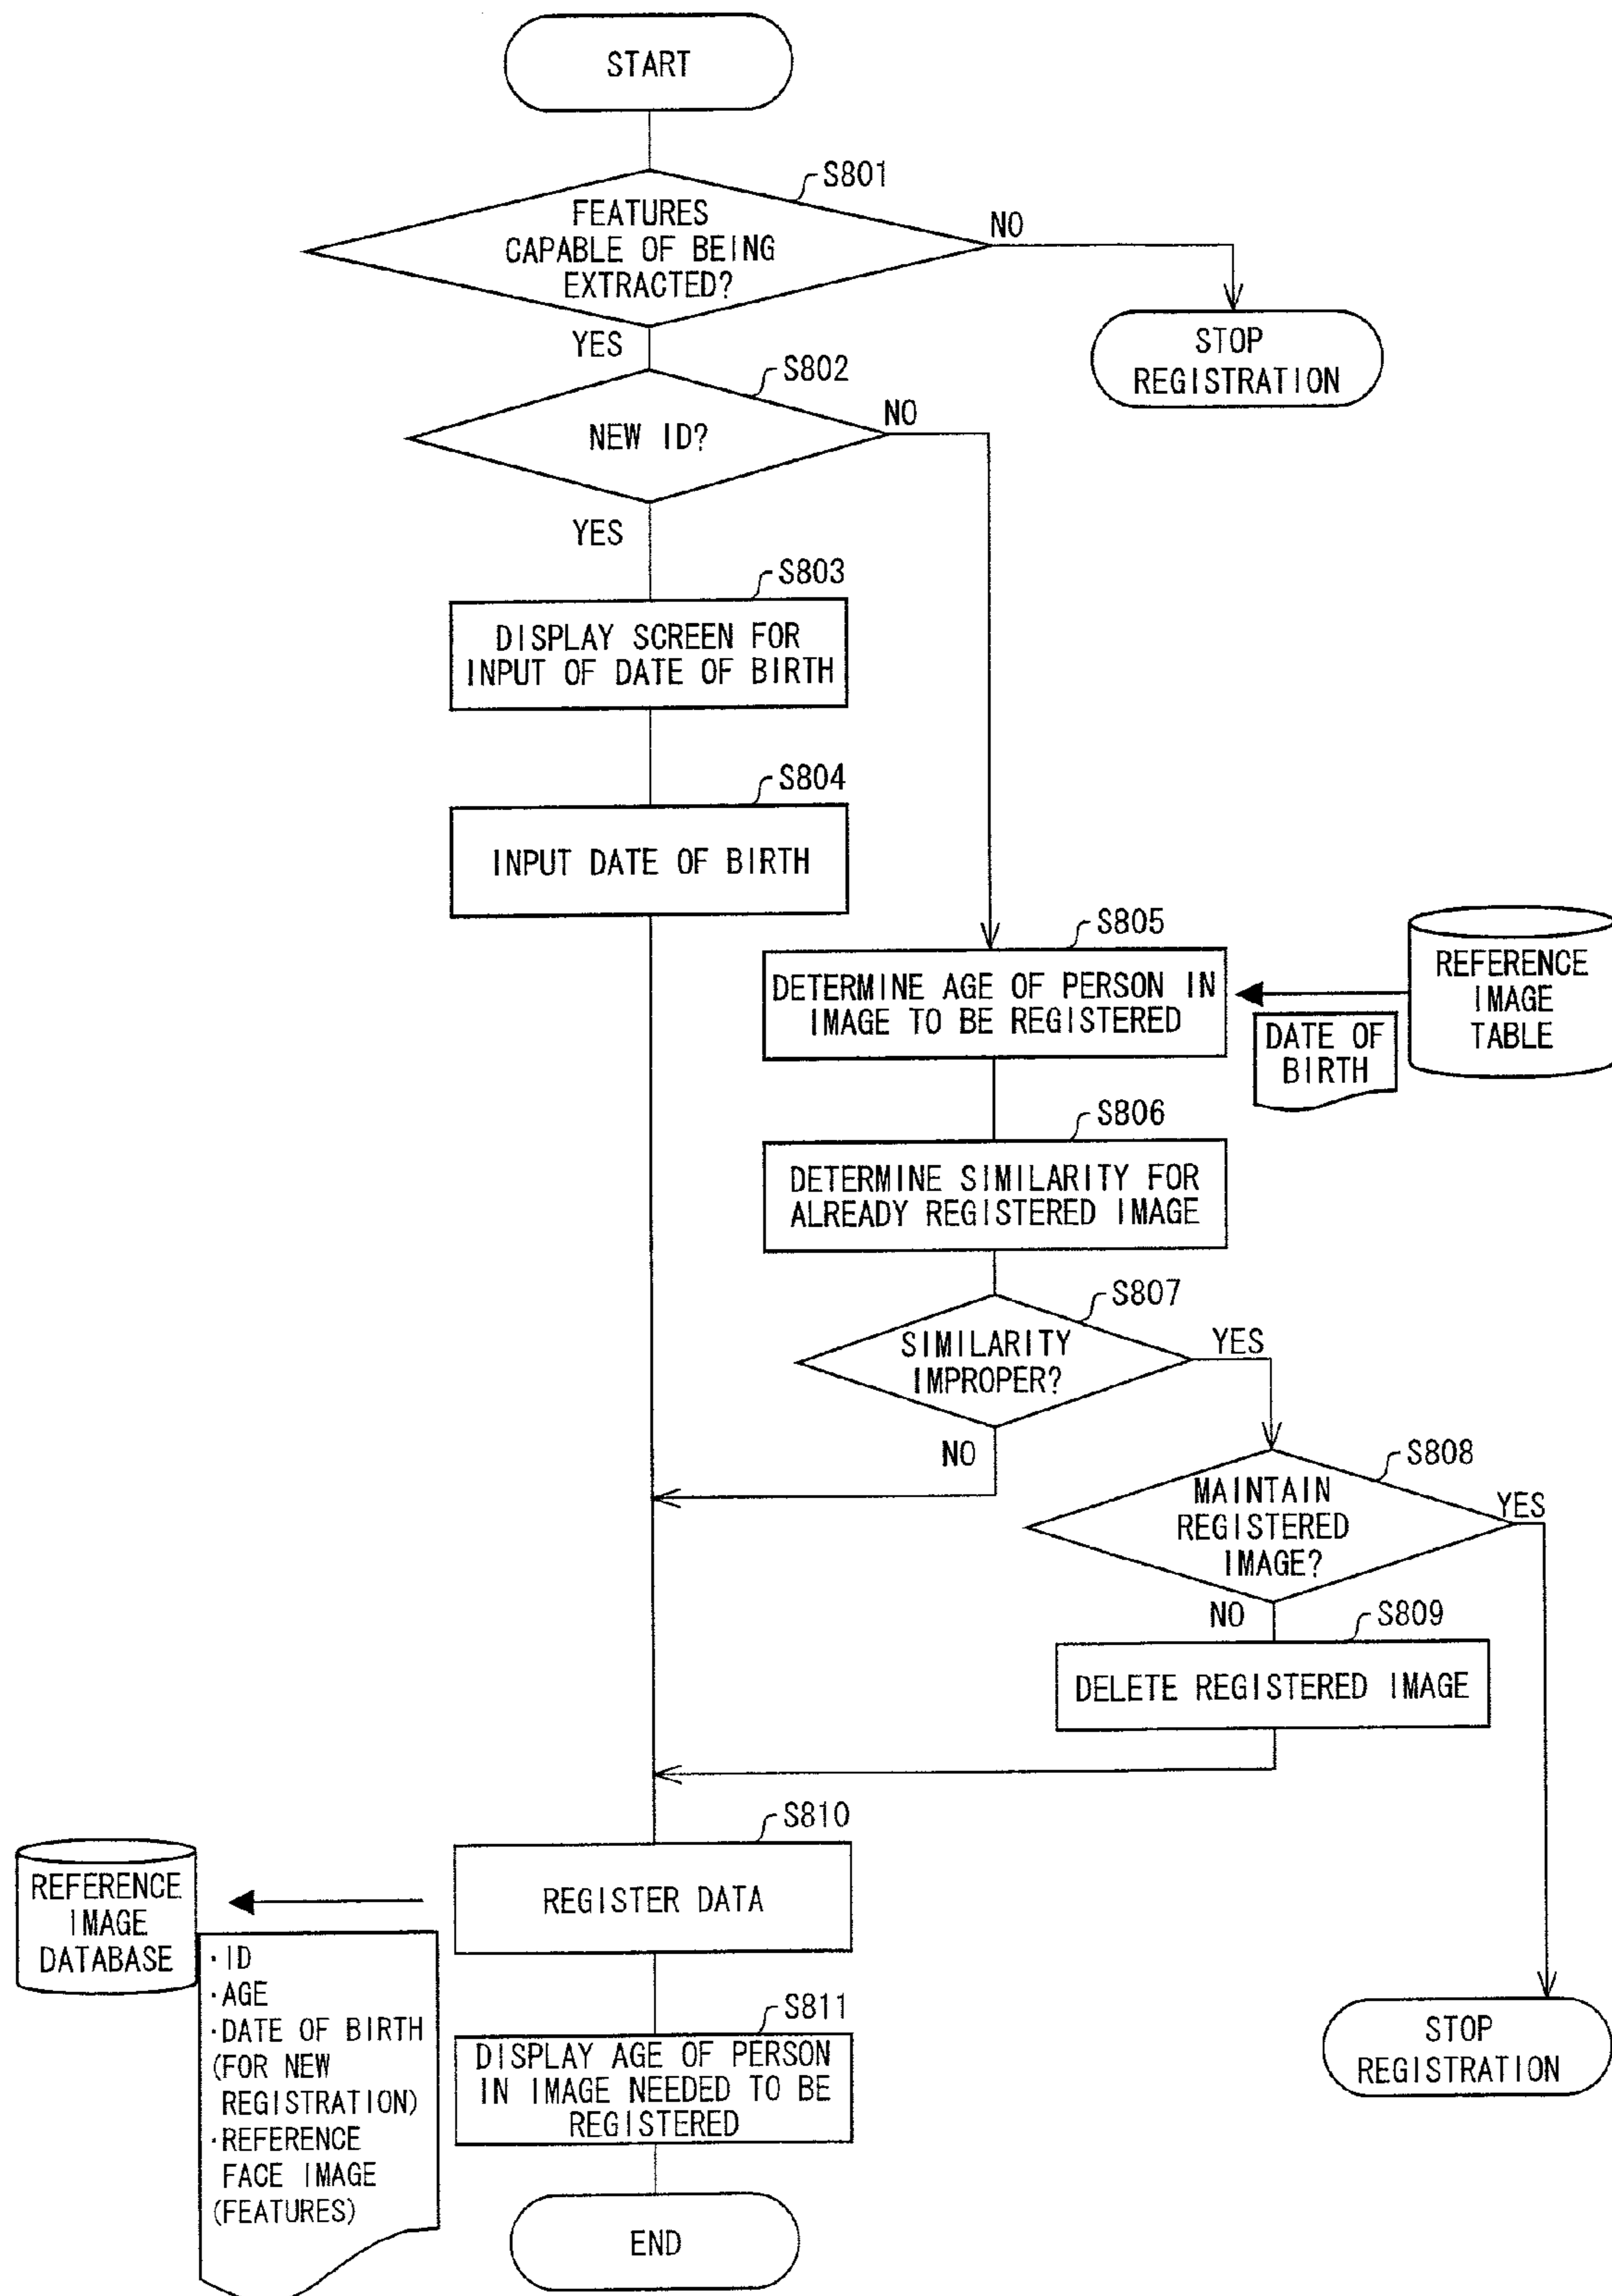 START
S801
FEATURES
CAPABLE OF BEING
EXTRACTED?
NO
STOP
REGISTRATION
YES
S802
NEW ID?
NO
YES
S803
DISPLAY SCREEN FOR
INPUT OF DATE OF BIRTH
S804
INPUT DATE OF BIRTH
S805
DETERMINE AGE OF PERSON IN
IMAGE TO BE REGISTERED
REFERENCE
IMAGE
TABLE
DATE OF
BIRTH
S806
DETERMINE SIMILARITY FOR
ALREADY REGISTERED IMAGE
S807
SIMILARITY
IMPROPER?
YES
NO
S808
MAINTAIN
REGISTERED
IMAGE?
YES
NO
S809
DELETE REGISTERED IMAGE
S810
REGISTER DATA
REFERENCE
IMAGE
DATABASE
·ID
·AGE
·DATE OF BIRTH
(FOR NEW
REGISTRATION)
·REFERENCE
FACE IMAGE
(FEATURES)
S811
DISPLAY AGE OF PERSON
IN IMAGE NEEDED TO BE
REGISTERED
STOP
REGISTRATION
END